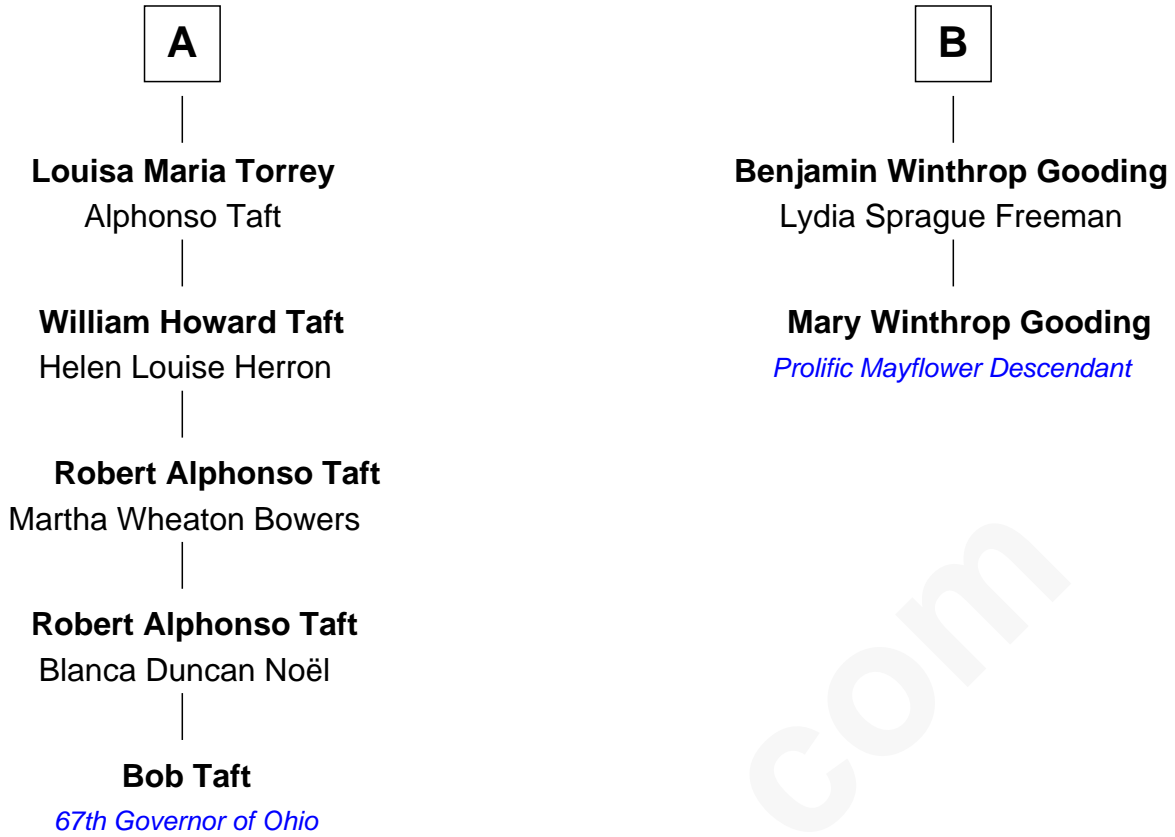 A
Louisa Maria Torrey
Alphonso Taft
William Howard Taft
Helen Louise Herron
Robert Alphonso Taft
Martha Wheaton Bowers
Robert Alphonso Taft
Blanca Duncan Noël
Bob Taft
67th Governor of Ohio
B
Benjamin Winthrop Gooding
Lydia Sprague Freeman
Mary Winthrop Gooding
Prolific Mayflower Descendant
com